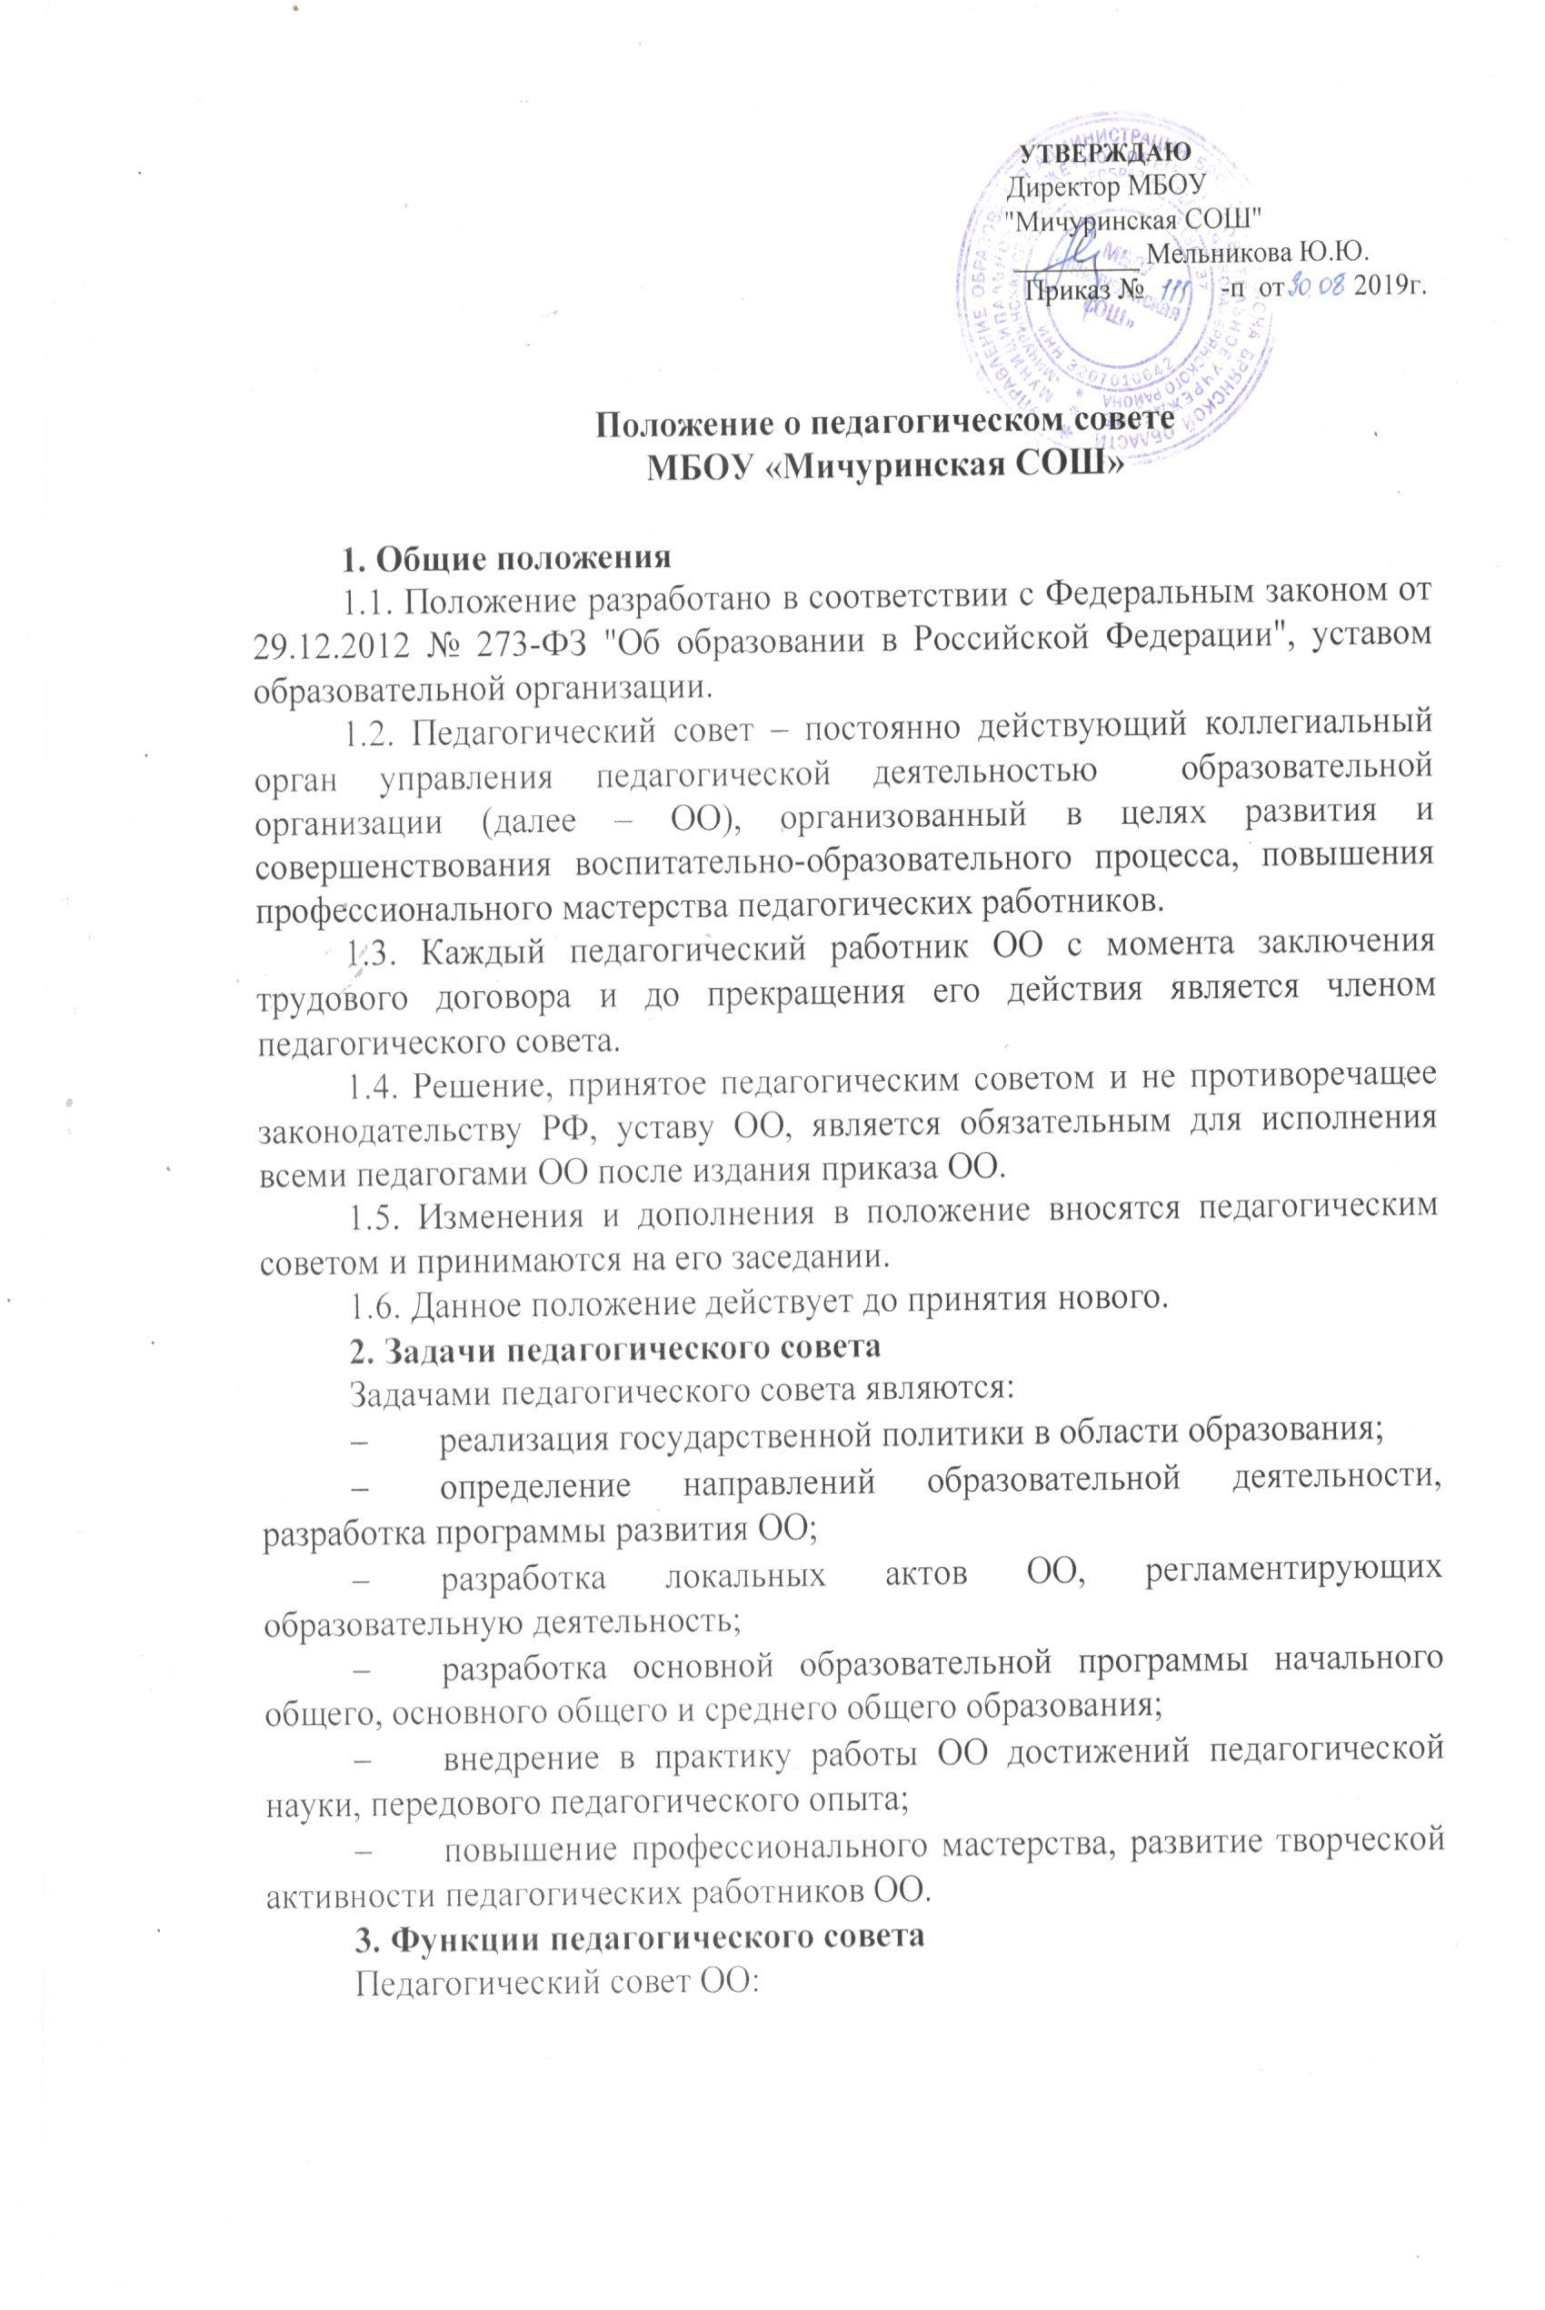 УТВЕРЖДАЮ
Директор МБОУ
"Мичуринская СОШ"
Мельникова Ю.Ю.
Приказ № 111 -п от 30.08 2019г.
МБОУ
СОШ»
ИНН 3207010642
Положение о педагогическом совете
МБОУ «Мичуринская СОШ»
1. Общие положения
1.1. Положение разработано в соответствии с Федеральным законом от
29.12.2012 № 273-ФЗ "Об образовании в Российской Федерации", уставом
образовательной организации.
1.2. Педагогический совет – постоянно действующий коллегиальный
орган управления педагогической деятельностью образовательной
организации (далее – ОО), организованный в целях развития и
совершенствования воспитательно-образовательного процесса, повышения
профессионального мастерства педагогических работников.
1.3. Каждый педагогический работник ОО с момента заключения
трудового договора и до прекращения его действия является членом
педагогического совета.
1.4. Решение, принятое педагогическим советом и не противоречащее
законодательству РФ, уставу ОО, является обязательным для исполнения
всеми педагогами ОО после издания приказа ОО.
1.5. Изменения и дополнения в положение вносятся педагогическим
советом и принимаются на его заседании.
1.6. Данное положение действует до принятия нового.
2. Задачи педагогического совета
Задачами педагогического совета являются:
– реализация государственной политики в области образования;
– определение направлений образовательной деятельности,
разработка программы развития ОО;
– разработка локальных актов ОО, регламентирующих
образовательную деятельность;
– разработка основной образовательной программы начального
общего, основного общего и среднего общего образования;
– внедрение в практику работы ОО достижений педагогической
науки, передового педагогического опыта;
– повышение профессионального мастерства, развитие творческой
активности педагогических работников ОО.
3. Функции педагогического совета
Педагогический совет ОО: